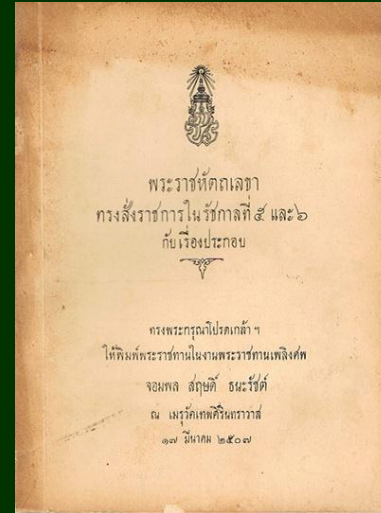 พระราชหัตถเลขา
ทรงสั่งราชการในรัชกาลที่ ๕ และ ๖
กับเรื่องประกอบ
ทรงพระกรุณาโปรดเกล้า ฯ
ให้พิมพ์พระราชทานในงานพระราชทานเพลิงศพ
จอมพล สฤษดิ์ ธนะรัชต์
ณ เมรุวัดเทพศิรินทราวาส
๑๗ มีนาคม ๒๕๐๗